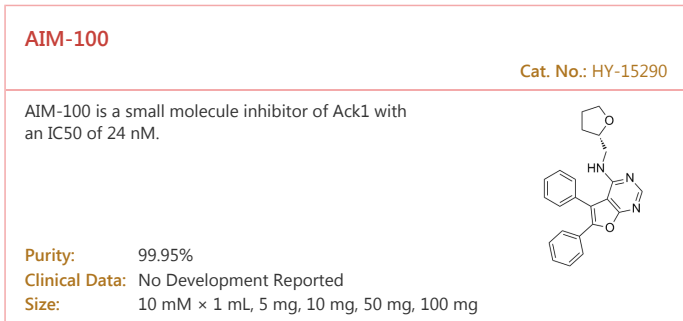 AIM-100
Cat. No.: HY-15290
AIM-100 is a small molecule inhibitor of Ack1 with
an IC50 of 24 nM.
O
HN
N
N
O
Purity: 99.95%
Clinical Data: No Development Reported
Size: 10 mM × 1 mL, 5 mg, 10 mg, 50 mg, 100 mg